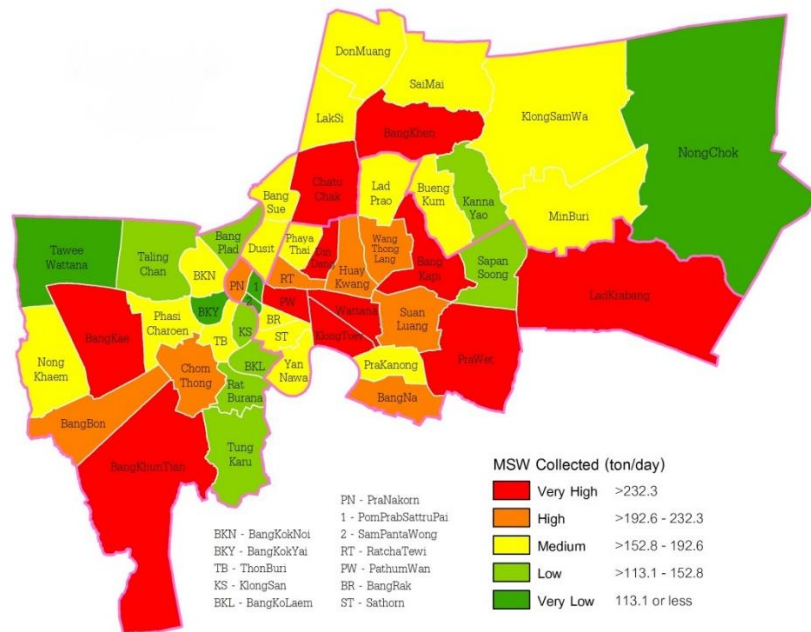 DonMuang
SaiMai
LakSi
BangKhen
KlongSamWa
NongChok
Chatu
Chak
Lad
Prao
Bueng
Kum
Kanna
Yao
MinBuri
Bang
Sue
Bang
Plad
Dusit
Phaya
Thai
Din
Dang
Huay
Kwang
Wang
Thong
Lang
Bang
Kapi
Sapan
Soong
LadKrabang
Tawee
Wattana
Taling
Chan
BKN
PN
1
2
RT
PW
Wattana
Suan
Luang
BangKae
Phasi
Charoen
BKY
TB
KS
BR
ST
KlongToey
PraWet
Nong
Khaem
Chom
Thong
BKL
Yan
Nawa
PraKanong
BangNa
Rat
Burana
BangBon
BangKhunTian
Tung
Karu
MSW Collected (ton/day)
Very High >232.3
High >192.6 - 232.3
Medium >152.8 - 192.6
Low >113.1 - 152.8
Very Low 113.1 or less
BKN - BangKokNoi
BKY - BangKokYai
TB - ThonBuri
KS - KlongSan
BKL - BangKoLaem
PN - PraNakorn
1 - PomPrabSattruPai
2 - SamPantaWong
RT - RatchaTewi
PW - PathumWan
BR - BangRak
ST - Sathorn